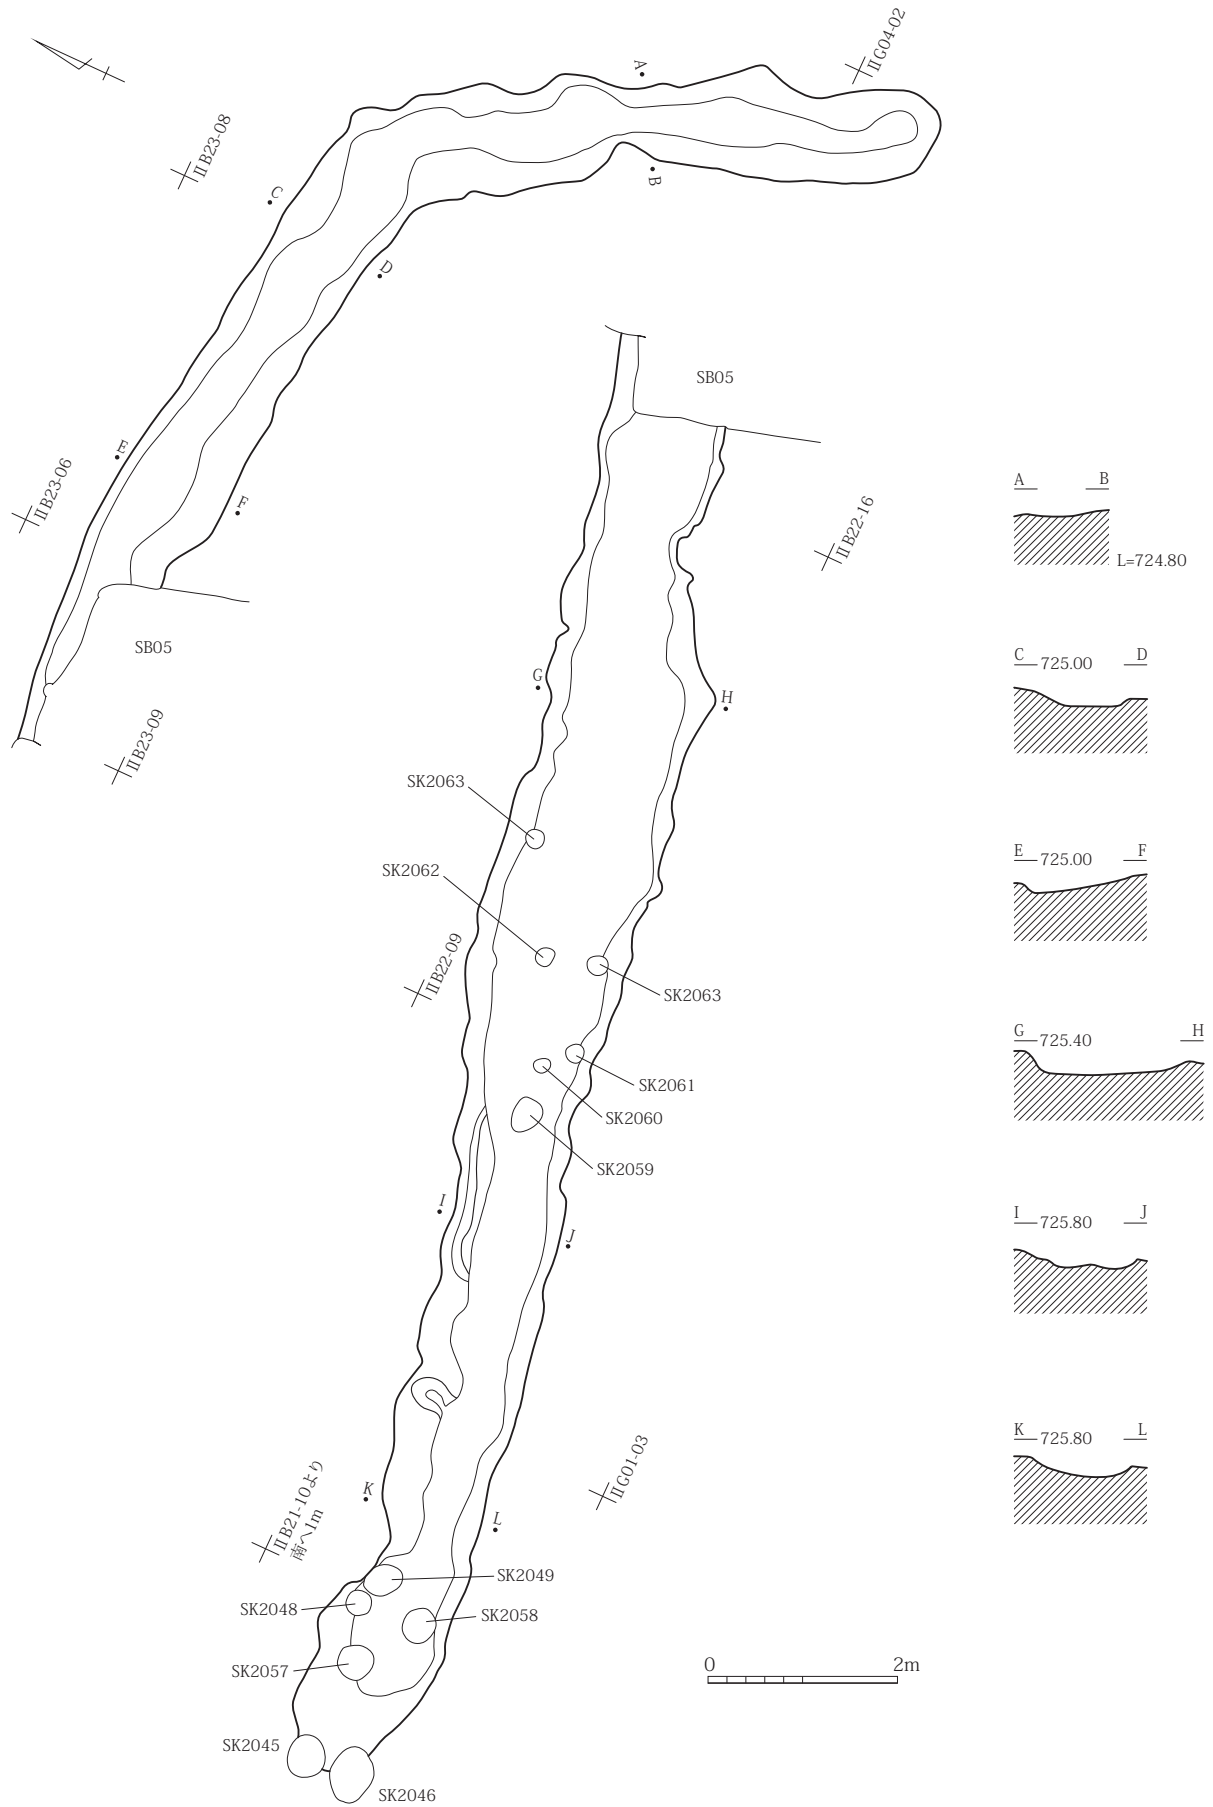 ⅡG04-02
A
ⅡB23-08
B
C
D
SB05
E
ⅡB23-06
F
A B
L=724.80
ⅡB22-16
SB05
C 725.00 D
G
H
ⅡB23-09
SK2063
SK2062
E 725.00 F
ⅡB22-09
SK2063
G 725.40 H
SK2061
SK2060
SK2059
I
J
I 725.80 J
K 725.80 L
ⅡG01-03
K
L
ⅡB21-10より
南へ1m
SK2049
SK2048
SK2058
SK2057
0 2m
SK2045
SK2046